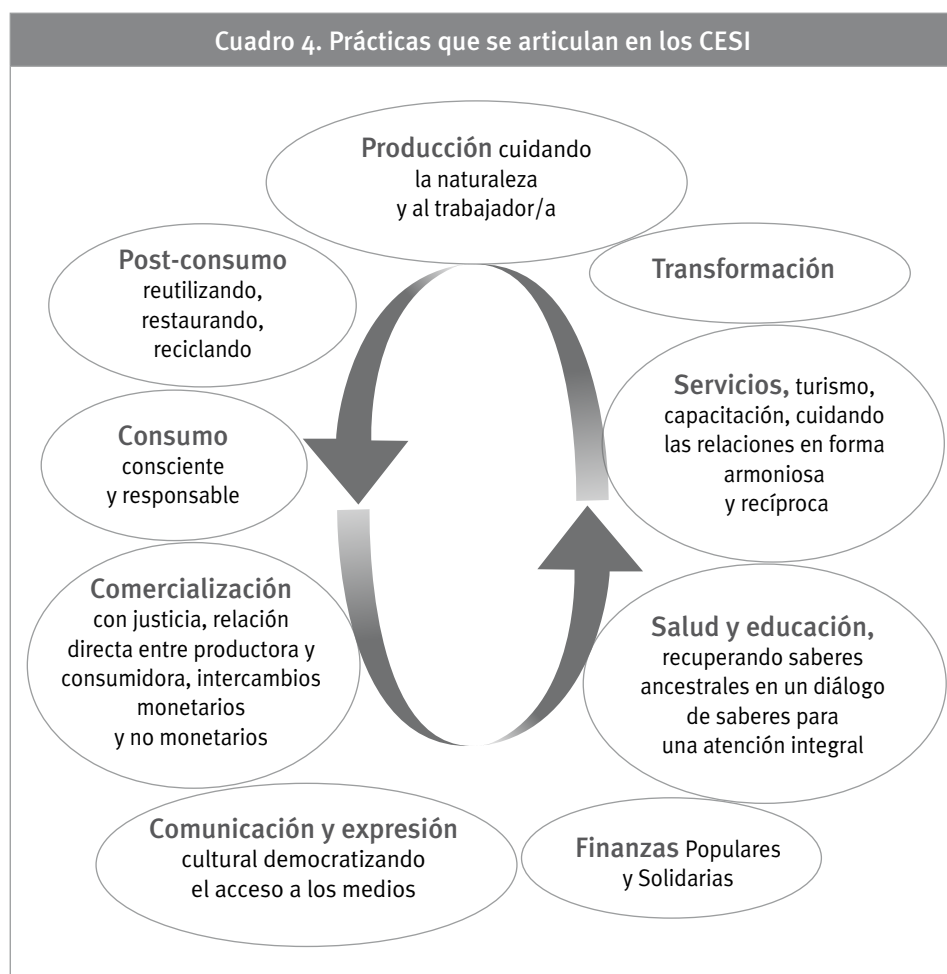 Cuadro 4. Prácticas que se articulan en los CESI
Producción cuidando
la naturaleza
y al trabajador/a
Post-consumo
reutilizando,
restaurando,
reciclando
Transformación
Servicios, turismo,
capacitación, cuidando
las relaciones en forma
armoniosa
y recíproca
Consumo
consciente
y responsable
Comercialización
con justicia, relación
directa entre productora y
consumidora, intercambios
monetarios
y no monetarios
Salud y educación,
recuperando saberes
ancestrales en un diálogo
de saberes para
una atención integral
Comunicación y expresión
cultural democratizando
el acceso a los medios
Finanzas Populares
y Solidarias